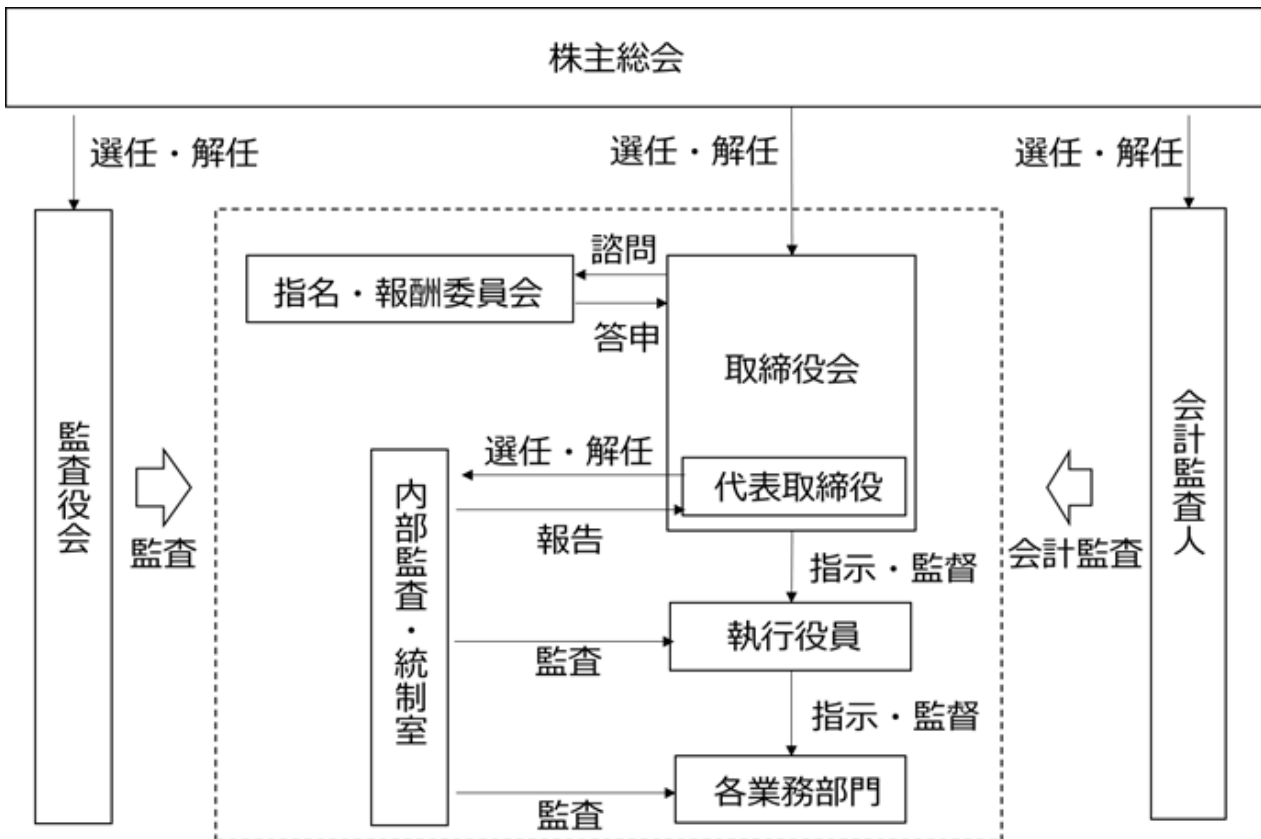 株主総会
選任・解任
選任・解任
選任・解任
諮問
指名・報酬委員会
答申
取締役会
監査役会
会計監査人
選任・解任
代表取締役
内部監査・統制室
報告
監査
会計監査
指示・監督
執行役員
監査
指示・監督
各業務部門
監査